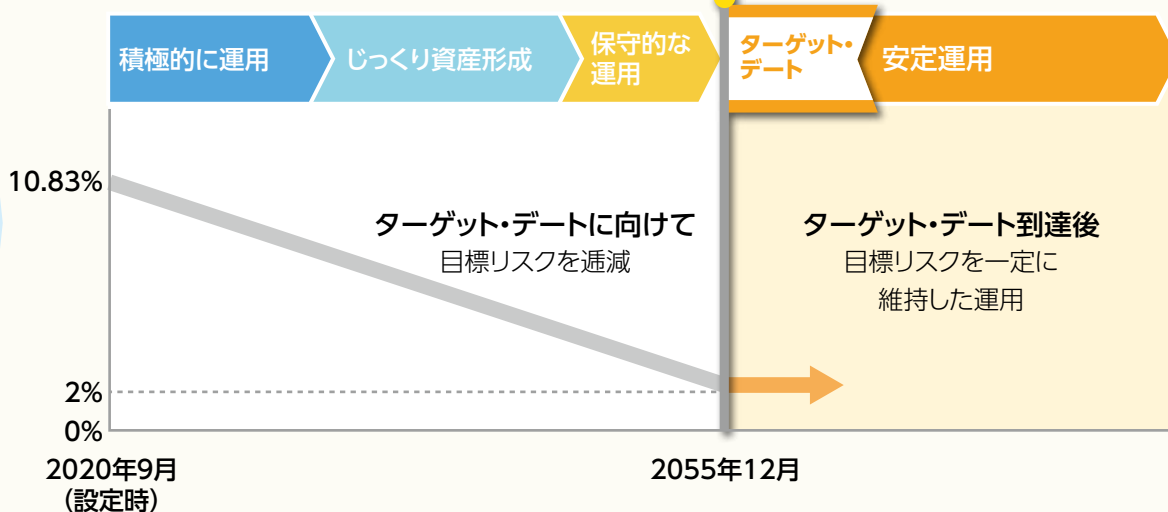 積極的に運用
じっくり資産形成
保守的な
運用
ターゲット・
デート
安定運用
10.83%
ターゲット・デートに向けて
目標リスクを逓減
ターゲット・デート到達後
目標リスクを一定に
維持した運用
2%
0%
2020年9月
（設定時）
2055年12月